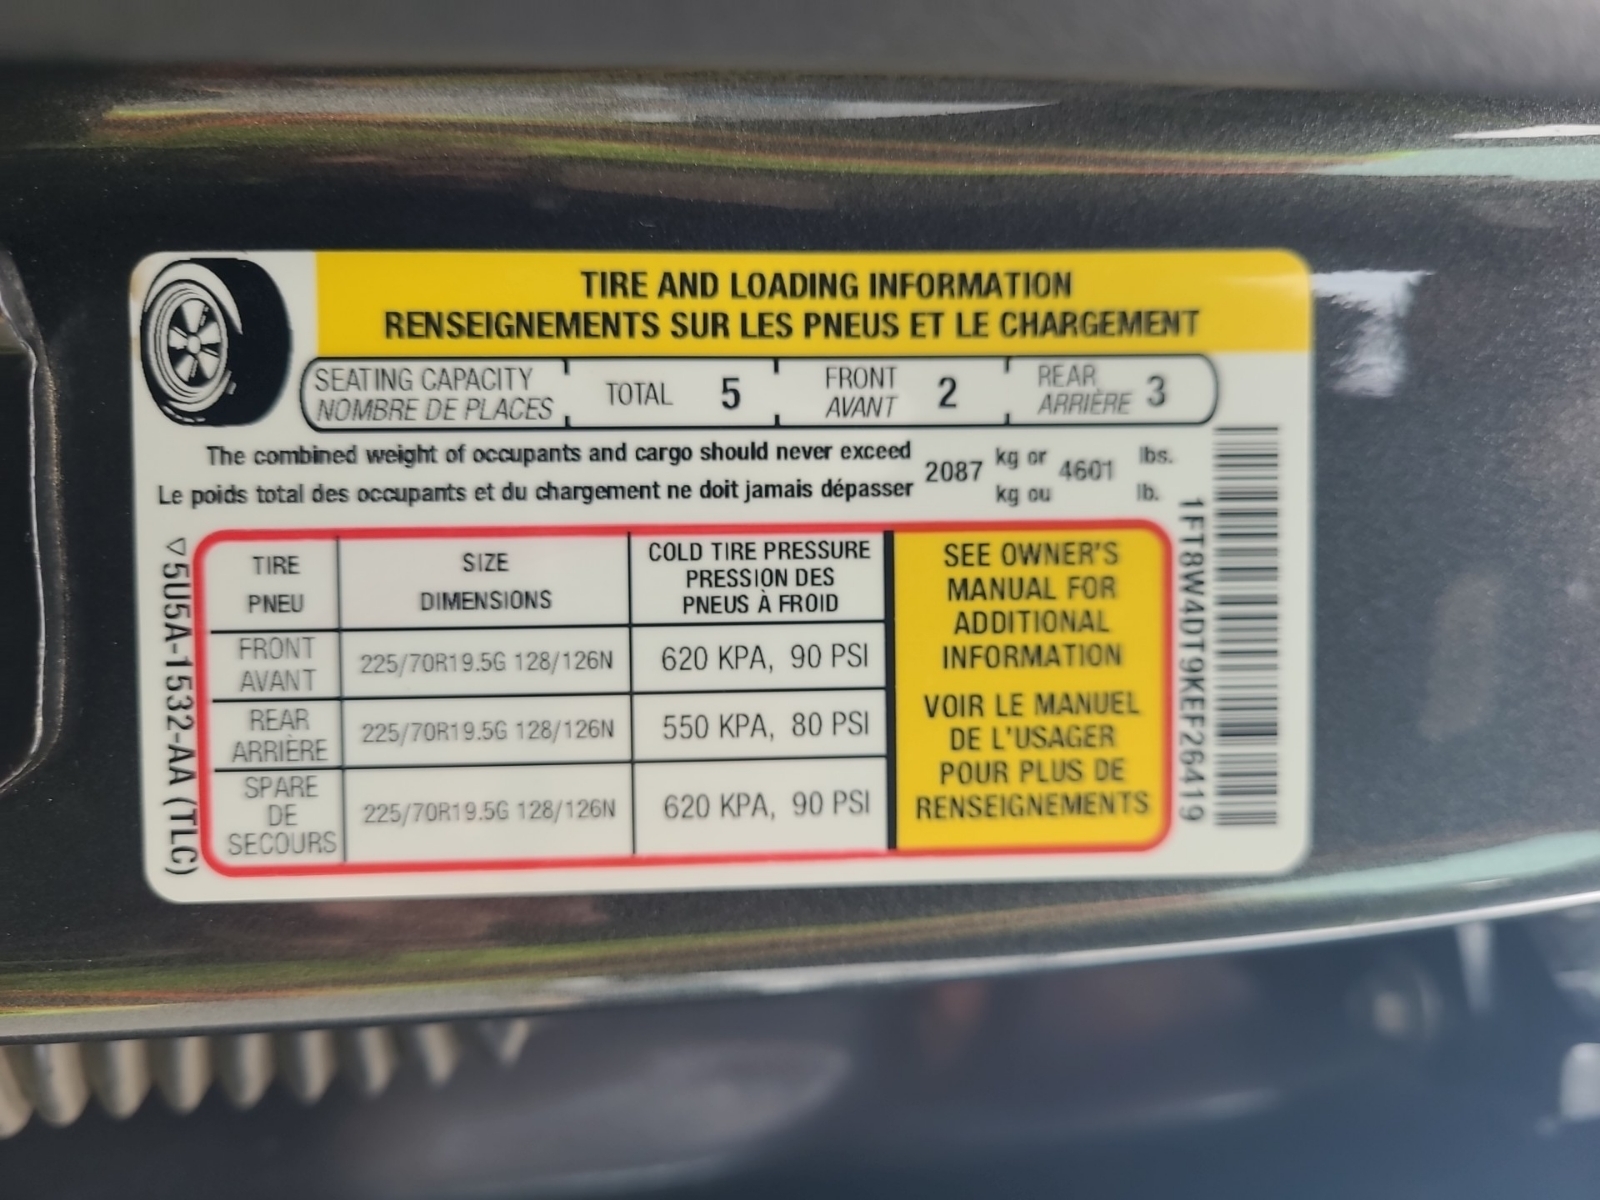 TIRE AND LOADING INFORMATION
RENSEIGNEMENTS SUR LES PNEUS ET LE CHARGEMENT
SEATING CAPACITY
NOMBRE DE PLACES
TOTAL 5
FRONT
AVANT
2
REAR
ARRIÈRE
3
The combined weight of occupants and cargo should never exceed
Le poids total des occupants et du chargement ne doit jamais dépasser
2087
kg or
kg ou
4601
lbs.
lb.
TIRE
PNEU
SIZE
DIMENSIONS
COLD TIRE PRESSURE
PRESSION DES
PNEUS À FROID
FRONT
AVANT
225/70R19.5G 128/126N
620 KPA, 90 PSI
REAR
ARRIÈRE
225/70R19.5G 128/126N
550 KPA, 80 PSI
SPARE
DE
SECOURS
225/70R19.5G 128/126N
620 KPA, 90 PSI
SEE OWNER'S
MANUAL FOR
ADDITIONAL
INFORMATION
VOIR LE MANUEL
DE L'USAGER
POUR PLUS DE
RENSEIGNEMENTS
▽5U5A-1532-AA (TLC)
1FT8W4DT9KEF26419